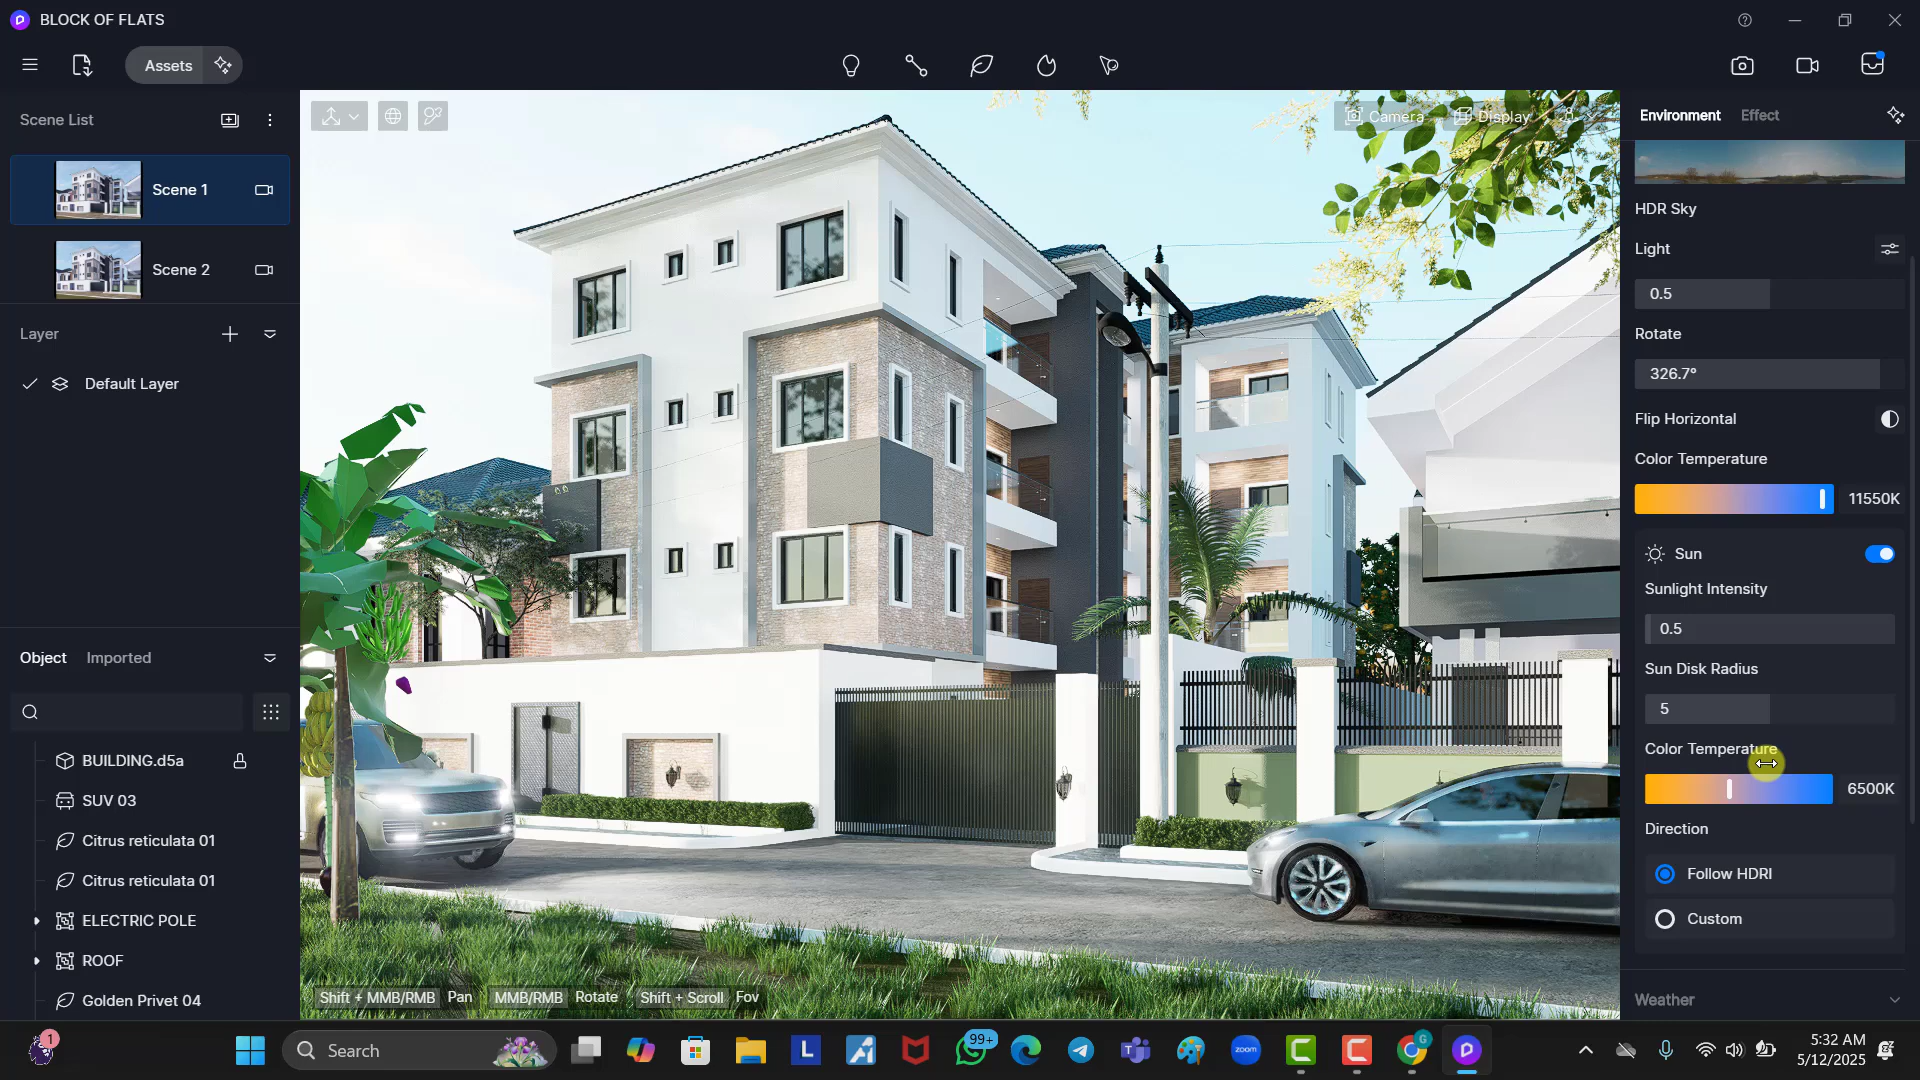 BLOCK OF FLATS
Assets
Scene List
Scene 1
Scene 2
Layer
Default Layer
Object Imported
BUILDING.d5a
SUV 03
Citrus reticulata 01
Citrus reticulata 01
ELECTRIC POLE
ROOF
Golden Privet 04
Camera Display
Shift + MMB/RMB Pan MMB/RMB Rotate Shift + Scroll Fov
Environment Effect
HDR Sky
Light
0.5
Rotate
326.7°
Flip Horizontal
Color Temperature
11550K
Sun
Sunlight Intensity
0.5
Sun Disk Radius
5
Color Temperature
6500K
Direction
Follow HDRI
Custom
Weather
1
Search
L
99+
zoom
G
5:32 AM
5/12/2025